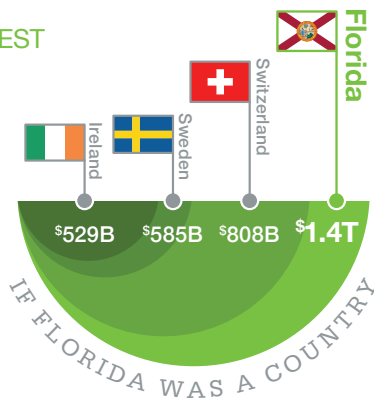 EST
Florida
Switzerland
Sweden
Ireland
$529B
$585B
$808B
$1.4T
IF FLORIDA WAS A COUNTRY